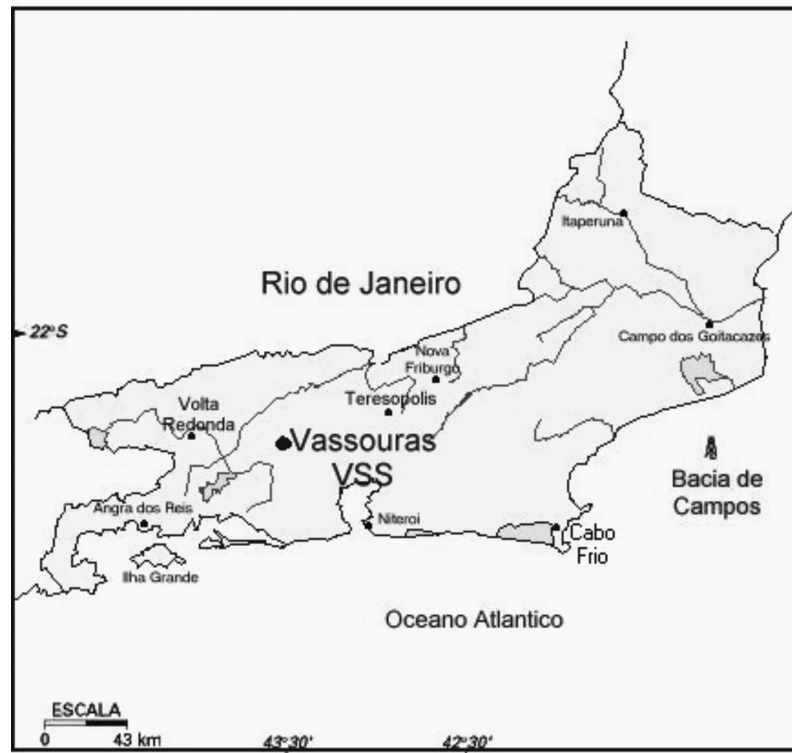 Itaperuna
Rio de Janeiro
22°S
Campo dos Goitacazes
Nova
Friburgo
Teresopolis
Volta
Redonda
Vassouras
VSS
Bacia de
Campos
Angra dos Reis
Niteroi
Cabo
Frio
Ilha Grande
Oceano Atlantico
ESCALA
0 43 km
43°30' 42°30'